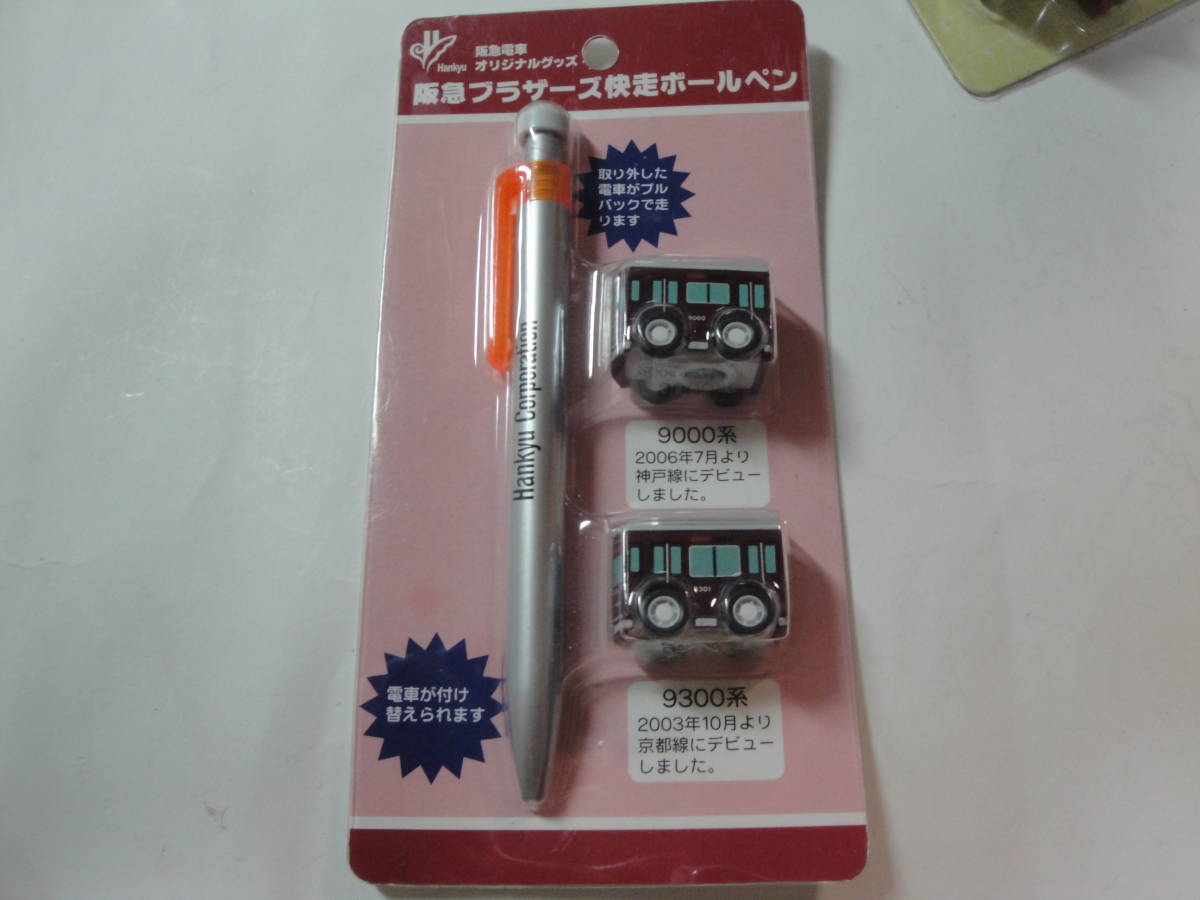 Hankyu
阪急電車
オリジナルグッズ
阪急ブラザーズ快走ボールペン
取り外した
電車がプル
バックで走
ります
Hankyu Corporation
9000
9000系
2006年7月より
神戸線にデビュー
しました。
9301
9300系
2003年10月より
京都線にデビュー
しました。
電車が付け
替えられます